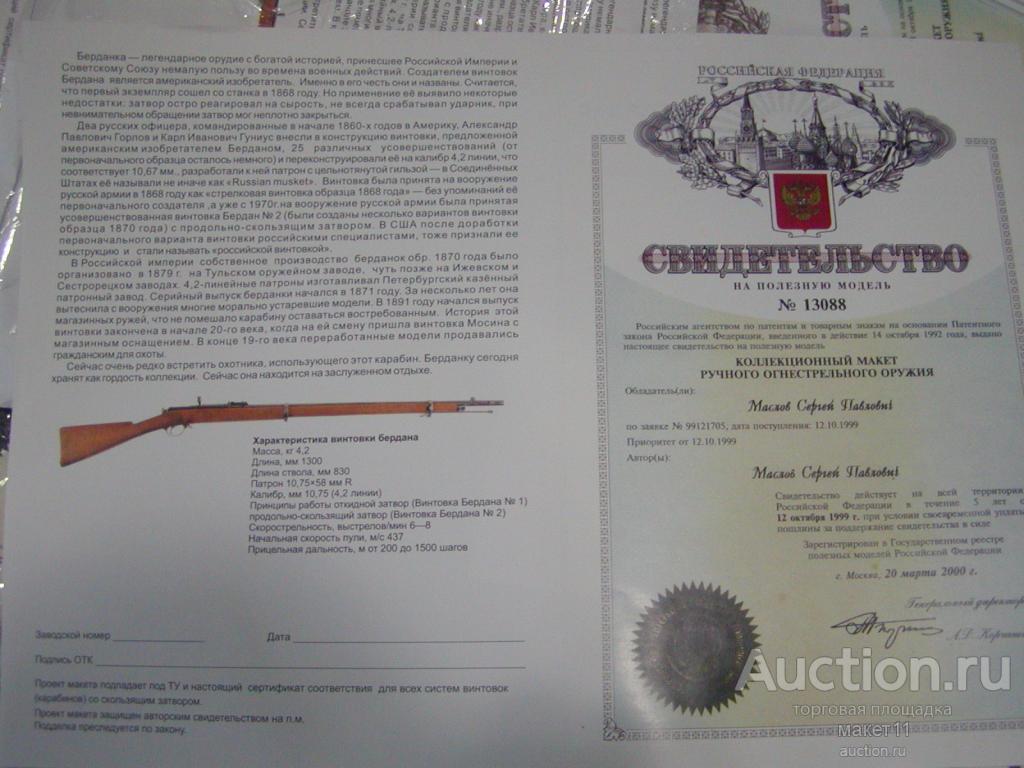 Берданка — легендарное орудие с богатой историей, принесшее Российской Империи и
Советскому Союзу немалую пользу во времена военных действий. Создателем винтовок
Бердана является американский изобретатель. Именно в его честь они и названы. Считается,
что первый экземпляр сошел со станка в 1868 году. Но применение её выявило некоторые
недостатки: затвор остро реагировал на сырость, не всегда срабатывал ударник, при
невнимательном обращении затвор мог неплотно закрыться.
Два русских офицера, командированные в начале 1860-х годов в Америку, Александр
Павлович Горлов и Карл Иванович Гуниус внесли в конструкцию винтовки, предложенной
американским изобретателем Берданом, 25 различных усовершенствований (от
первоначального образца осталось немного) и переконструировали её на калибр 4,2 линии, что
соответствует 10,67 мм., разработали к ней патрон с цельнотянутой гильзой — в Соединённых
Штатах её называли не иначе как «Russian musket». Винтовка была принята на вооружение
русской армии в 1868 году как «стрелковая винтовка образца 1868 года» — без упоминаний её
первоначального создателя ,а уже с 1970г.на вооружение русской армии была принятая
усовершенствованная винтовка Бердан № 2 (были созданы несколько вариантов винтовки
образца 1870 года) с продольно-скользящим затвором. В США после доработки
первоначального варианта винтовки российскими специалистами, тоже признали ее
конструкцию и стали называть «российской винтовкой».
В Российской империи собственное производство берданок обр. 1870 года было
организовано в 1879 г. на Тульском оружейном заводе, чуть позже на Ижевском и
Сестрорецком заводах. 4,2-линейные патроны изготавливал Петербургский казённый
патронный завод. Серийный выпуск берданки начался в 1871 году. За несколько лет она
вытеснила с вооружения многие морально устаревшие модели. В 1891 году начался выпуск
магазинных ружей, что не помешало карабину оставаться востребованным. История этой
винтовки закончена в начале 20-го века, когда на ей смену пришла винтовка Мосина с
магазинным оснащением. В конце 19-го века переработанные модели продавались
гражданским для охоты.
Сейчас очень редко встретить охотника, использующего этот карабин. Берданку сегодня
хранят как гордость коллекции. Сейчас она находится на заслуженном отдыхе.
Характеристика винтовки бердана
Масса, кг 4,2
Длина, мм 1300
Длина ствола, мм 830
Патрон 10,75×58 мм R
Калибр, мм 10,75 (4,2 линии)
Принципы работы откидной затвор (Винтовка Бердана № 1)
продольно-скользящий затвор (Винтовка Бердана № 2)
Скорострельность, выстрелов/мин 6—8
Начальная скорость пули, м/с 437
Прицельная дальность, м от 200 до 1500 шагов
Заводской номер
Дата
Подпись ОТК
Проект макета подпадает под ТУ и настоящий сертификат соответствия для всех систем винтовок
(карабинов) со скользящим затвором.
Проект макета защищен авторским свидетельством на п.м.
Подделка преследуется по закону.
РОССИЙСКАЯ ФЕДЕРАЦИЯ
СВИДЕТЕЛЬСТВО
НА ПОЛЕЗНУЮ МОДЕЛЬ
№ 13088
Российским агентством по патентам и товарным знакам на основании Патентного
закона Российской Федерации, введенного в действие 14 октября 1992 года, выдано
настоящее свидетельство на полезную модель
КОЛЛЕКЦИОННЫЙ МАКЕТ
РУЧНОГО ОГНЕСТРЕЛЬНОГО ОРУЖИЯ
Обладатель(ли):
Маслов Сергей Павлович
по заявке № 99121705, дата поступления: 12.10.1999
Приоритет от 12.10.1999
Автор(ы):
Маслов Сергей Павлович
Свидетельство действует на всей территории
Российской Федерации в течение 5 лет с
12 октября 1999 г. при условии своевременной уплаты
пошлины за поддержание свидетельства в силе
Зарегистрирован в Государственном реестре
полезных моделей Российской Федерации
г. Москва, 20 марта 2000 г.
Генеральный директор
Auction.ru
торговая площадка
макет11
auction.ru